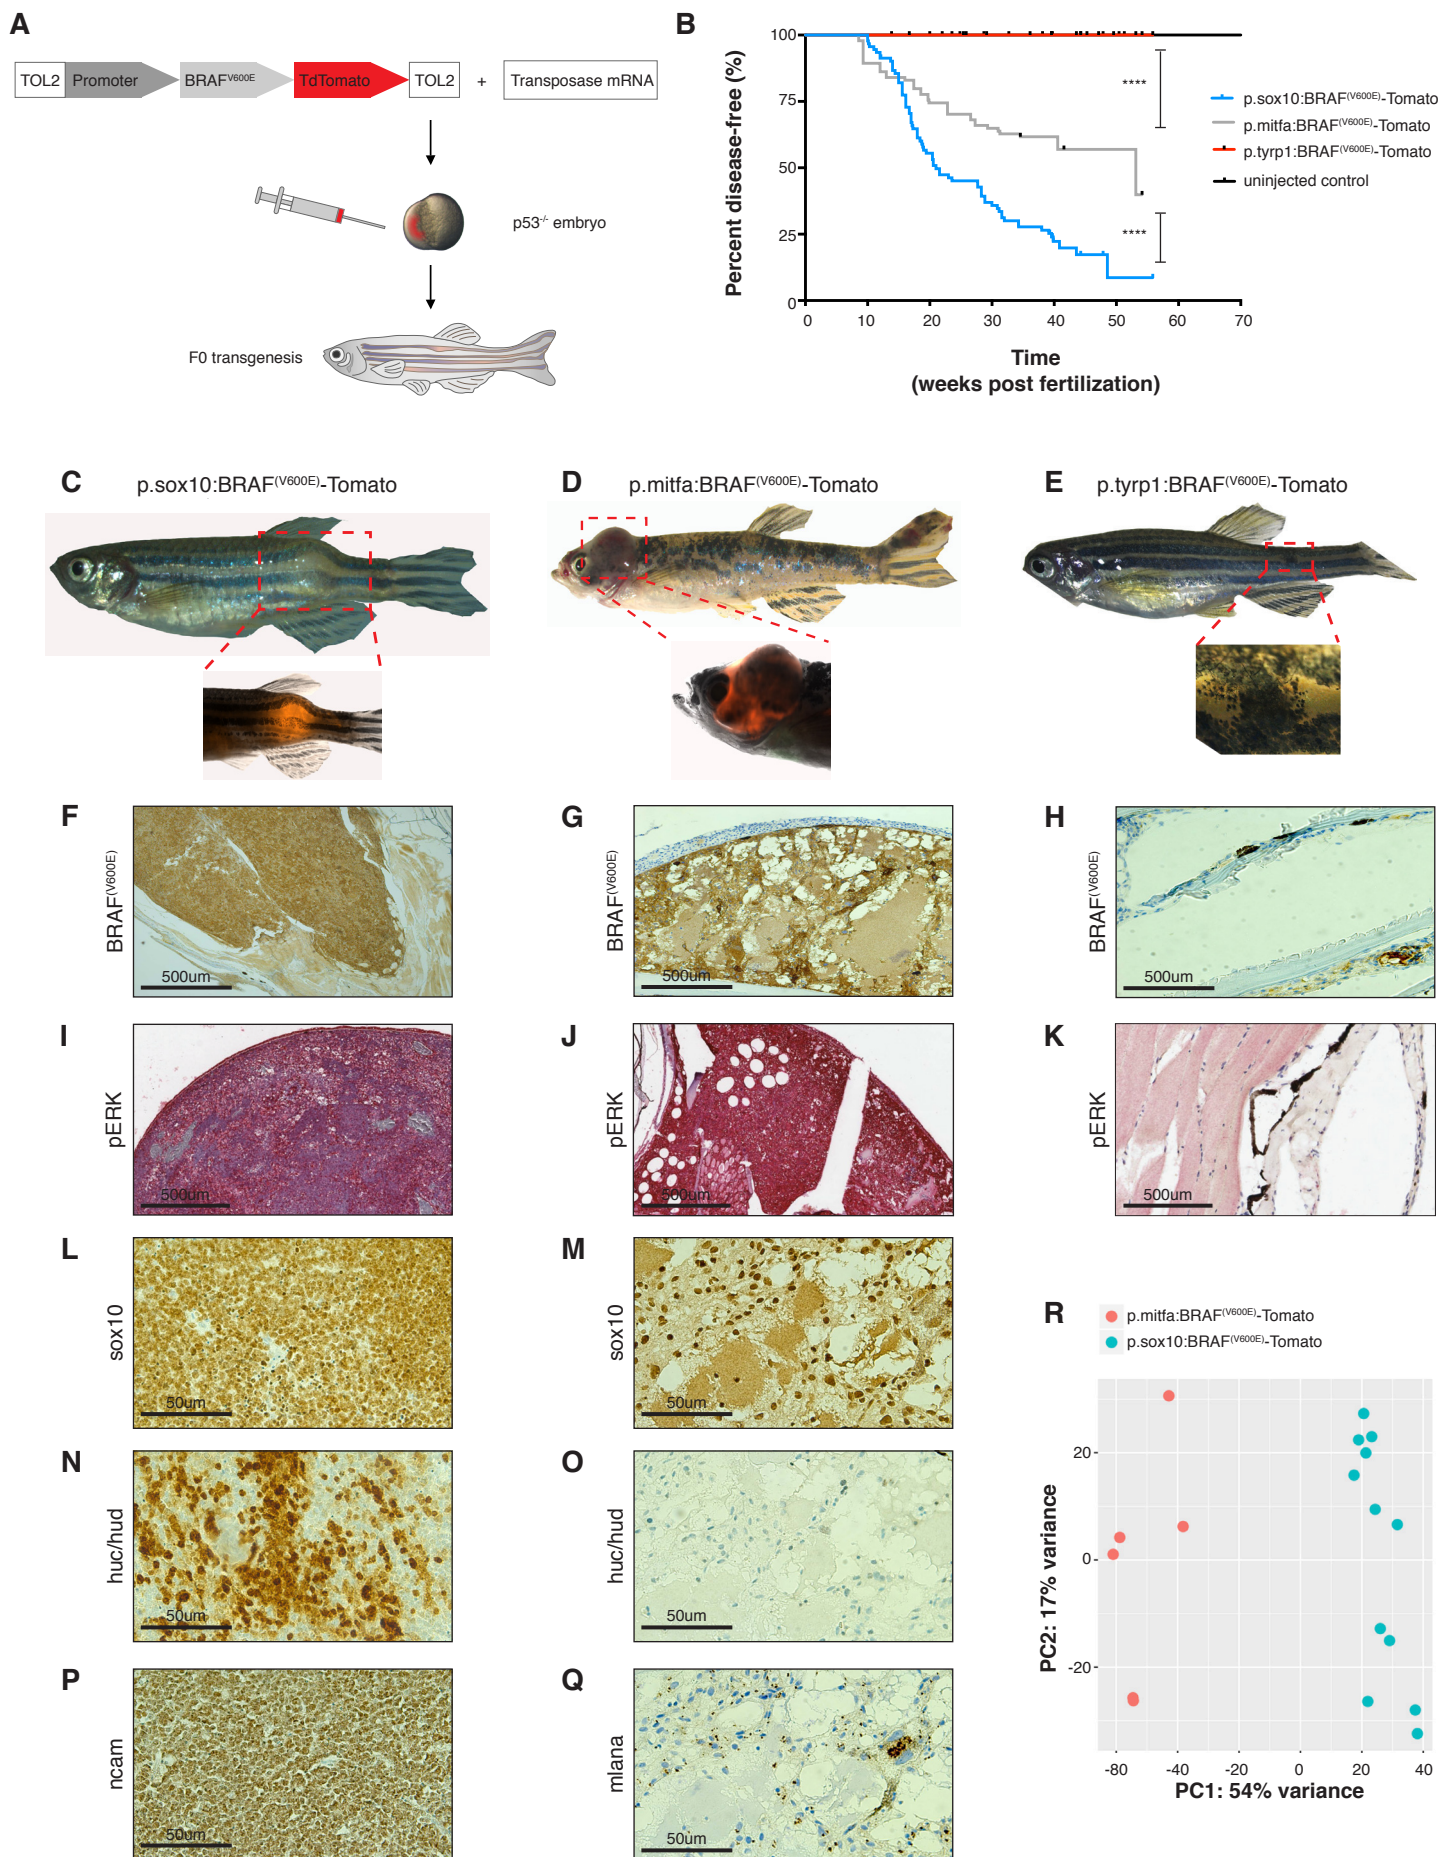 A
TOL2 Promoter BRAFV600E TdTomato TOL2 + Transposase mRNA
p53-/- embryo
F0 transgenesis
B
Percent disease-free (%)
100
75
50
25
0
0 10 20 30 40 50 60 70
Time
(weeks post fertilization)
****
****
p.sox10:BRAF(V600E)-Tomato
p.mitfa:BRAF(V600E)-Tomato
p.tyrp1:BRAF(V600E)-Tomato
uninjected control
C p.sox10:BRAF(V600E)-Tomato
D p.mitfa:BRAF(V600E)-Tomato
E p.tyrp1:BRAF(V600E)-Tomato
F BRAF(V600E) 500um
G BRAF(V600E) 500um
H BRAF(V600E) 500um
I pERK 500um
J pERK 500um
K pERK 500um
L sox10 50um
M sox10 50um
N huc/hud 50um
O huc/hud 50um
P ncam 50um
Q mlana 50um
R
p.mitfa:BRAF(V600E)-Tomato
p.sox10:BRAF(V600E)-Tomato
PC2: 17% variance
20
0
-20
-80 -40 -20 0 20 40
PC1: 54% variance